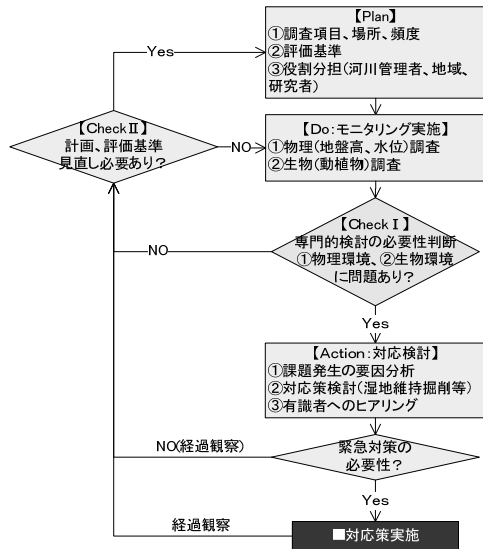 【Plan】
①調査項目、場所、頻度
②評価基準
③役割分担(河川管理者、地域、
研究者)
Yes
【CheckⅡ】
計画、評価基準
見直し必要あり?
NO
【Do:モニタリング実施】
①物理(地盤高、水位)調査
②生物(動植物)調査
【CheckⅠ】
専門的検討の必要性判断
①物理環境、②生物環境
に問題あり?
NO
Yes
【Action:対応検討】
①課題発生の要因分析
②対応策検討(湿地維持掘削等)
③有識者へのヒアリング
NO(経過観察)
緊急対策の
必要性?
Yes
経過観察
■対応策実施